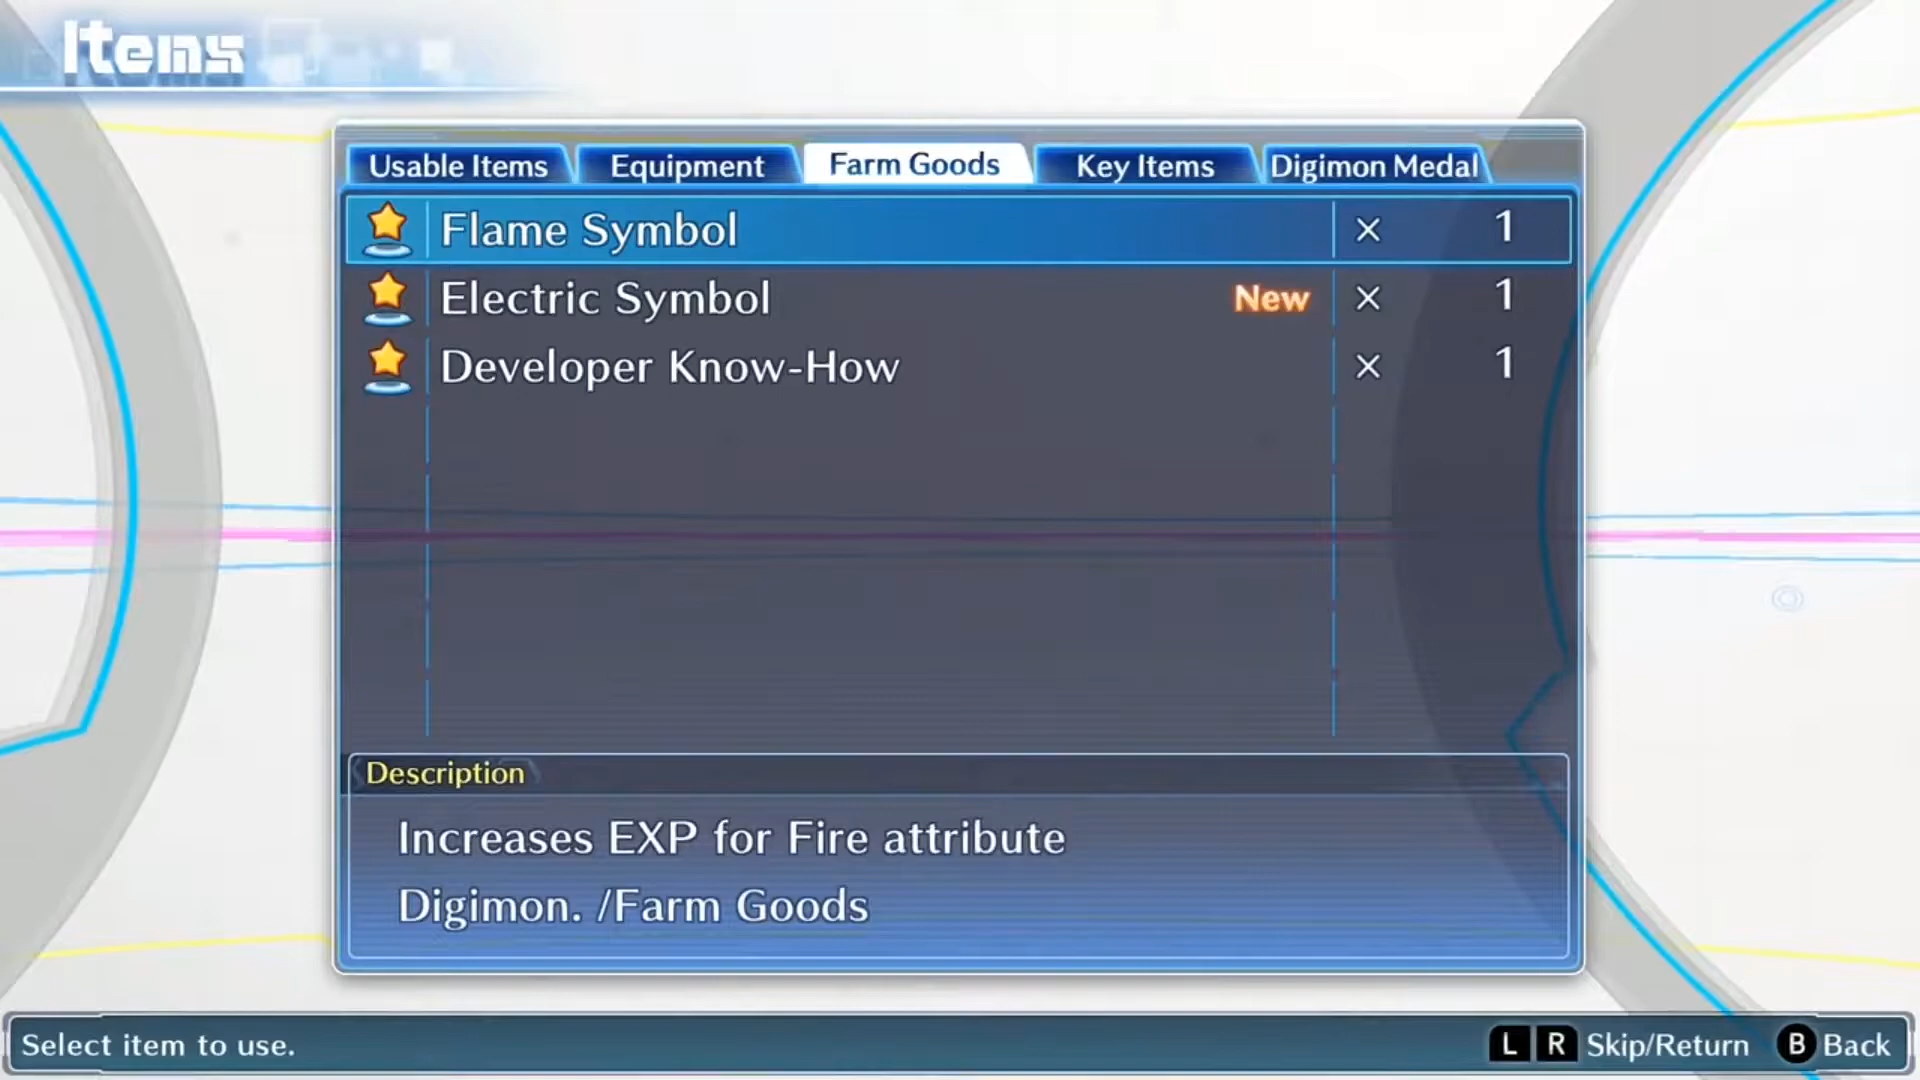 Items
Usable Items Equipment Farm Goods Key Items Digimon Medal
Flame Symbol × 1
Electric Symbol New × 1
Developer Know-How × 1
Description
Increases EXP for Fire attribute
Digimon. /Farm Goods
Select item to use. L R Skip/Return B Back